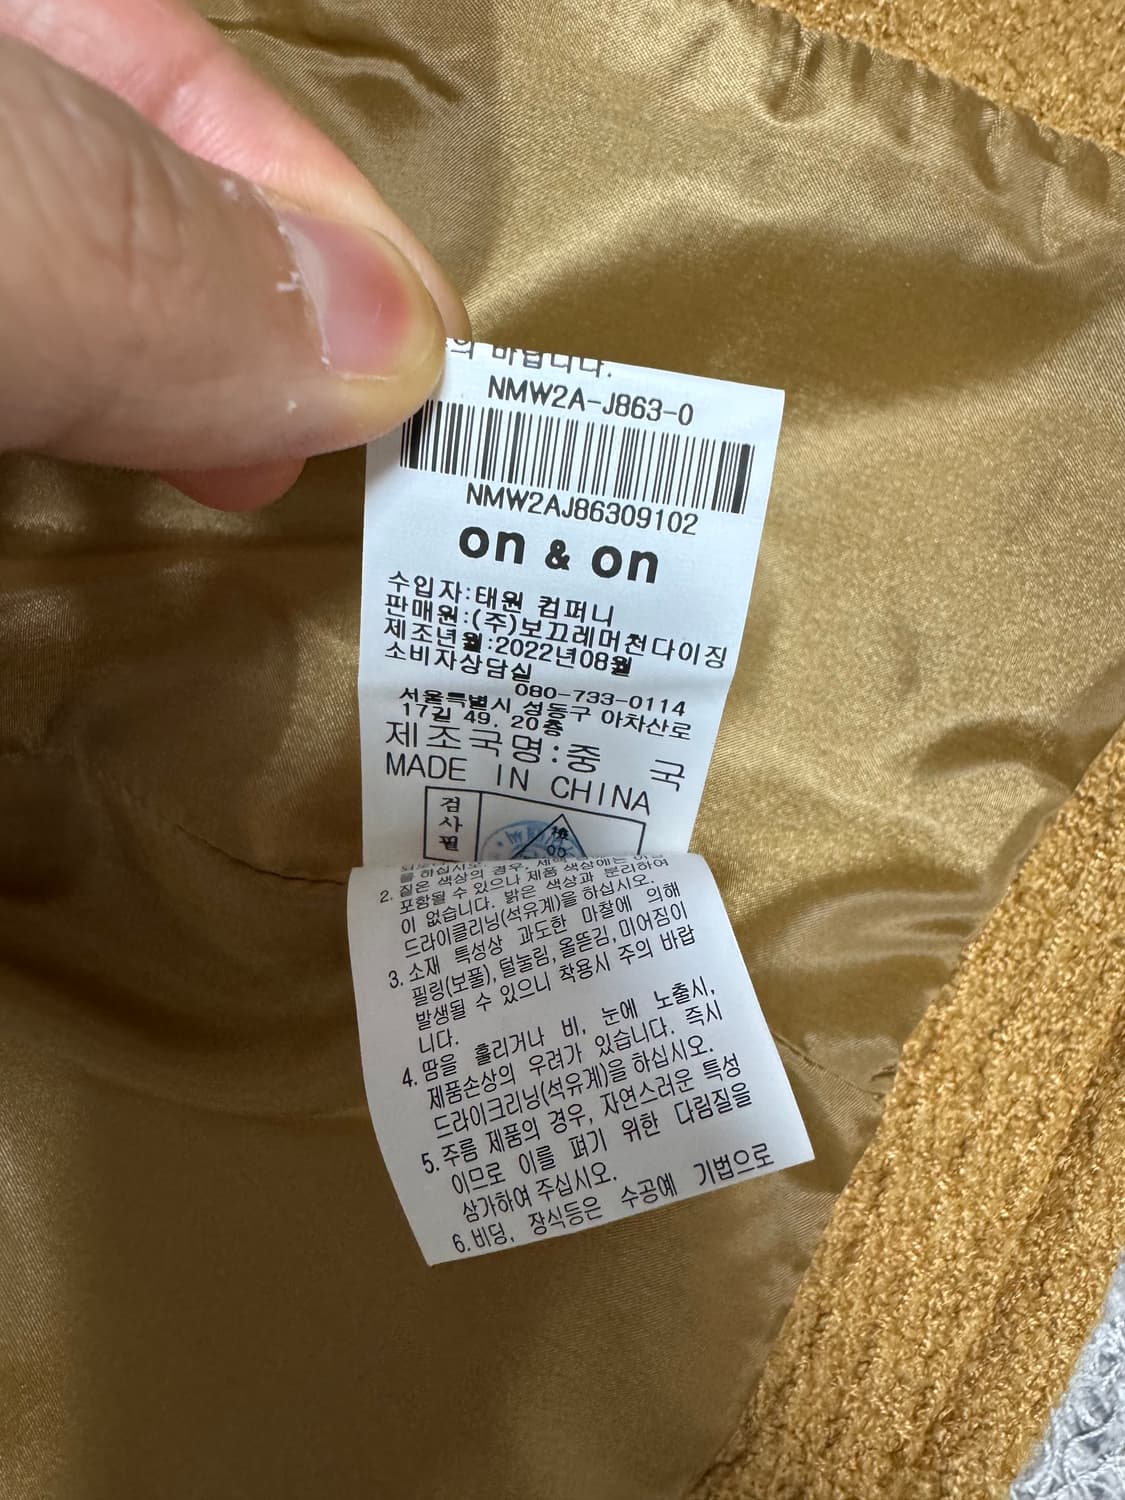 의 바랍니다.
NMW2A-J863-0
NMW2AJ86309102
on & on
수입자:태원 컴퍼니
판매원:(주)보끄레머천다이징
제조년월:2022년08월
소비자상담실
080-733-0114
서울특별시 성동구 아차산로
17길 49. 20층
제조국명:중 국
MADE IN CHINA
검
사
필
를 하십시오.
2. 짙은 색상의 경우, 세탁 색상에는
포함될 수 있으나 제품 색상과 분리하여
이 없습니다. 밝은 색상과
드라이클리닝(석유계)을 하십시오.
3. 소재 특성상 과도한 마찰에 의해
필링(보풀), 털눌림, 올뜯김, 미어짐이
발생될 수 있으니 착용시 주의 바랍
니다.
4. 땀을 흘리거나 비, 눈에 노출시,
제품손상의 우려가 있습니다. 즉시
드라이크리닝(석유계)을 하십시오.
5. 주름 제품의 경우, 자연스러운 특성
이므로 이를 펴기 위한 다림질을
삼가하여 주십시오.
6.비딩, 장식등은 수공예 기법으로